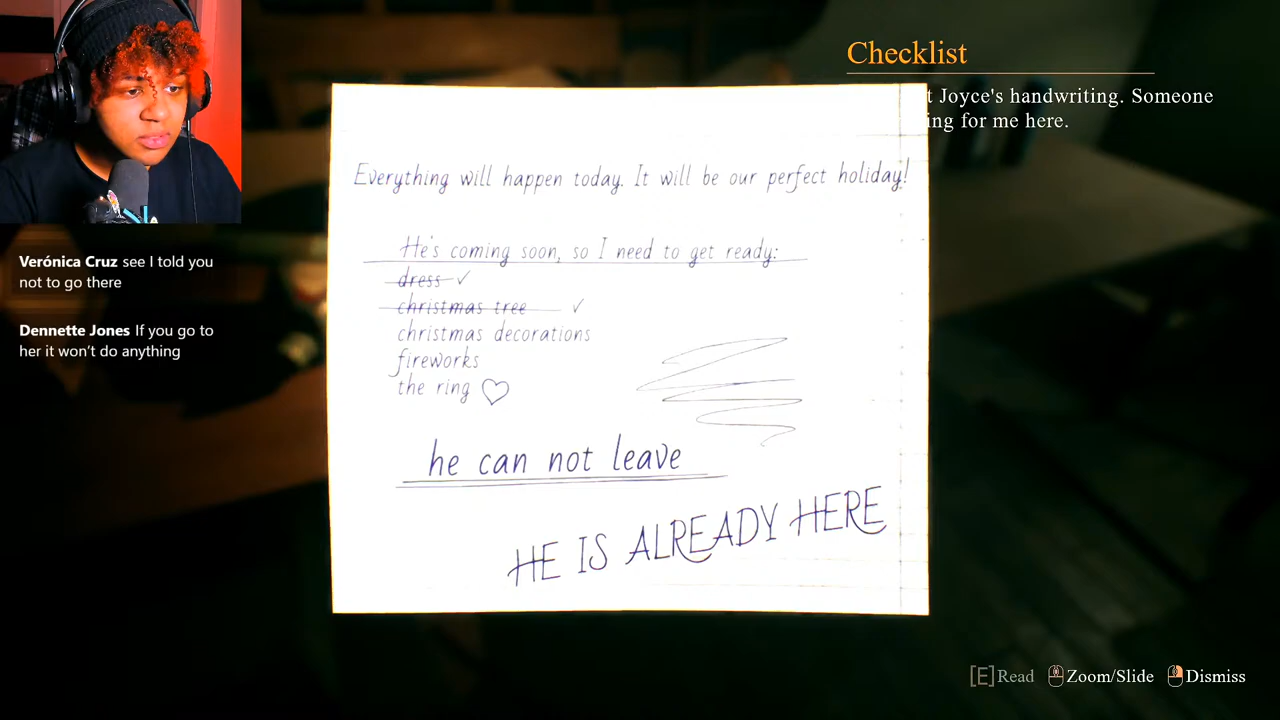 Checklist
Joyce's handwriting. Someone
for me here.
Everything will happen today. It will be our perfect holiday!
He's coming soon, so I need to get ready:
dress ✓
christmas tree ✓
christmas decorations
fireworks
the ring ♡
he can not leave
HE IS ALREADY HERE
Verónica Cruz see I told you
not to go there
Dennette Jones If you go to
her it won't do anything
[E]Read Zoom/Slide Dismiss